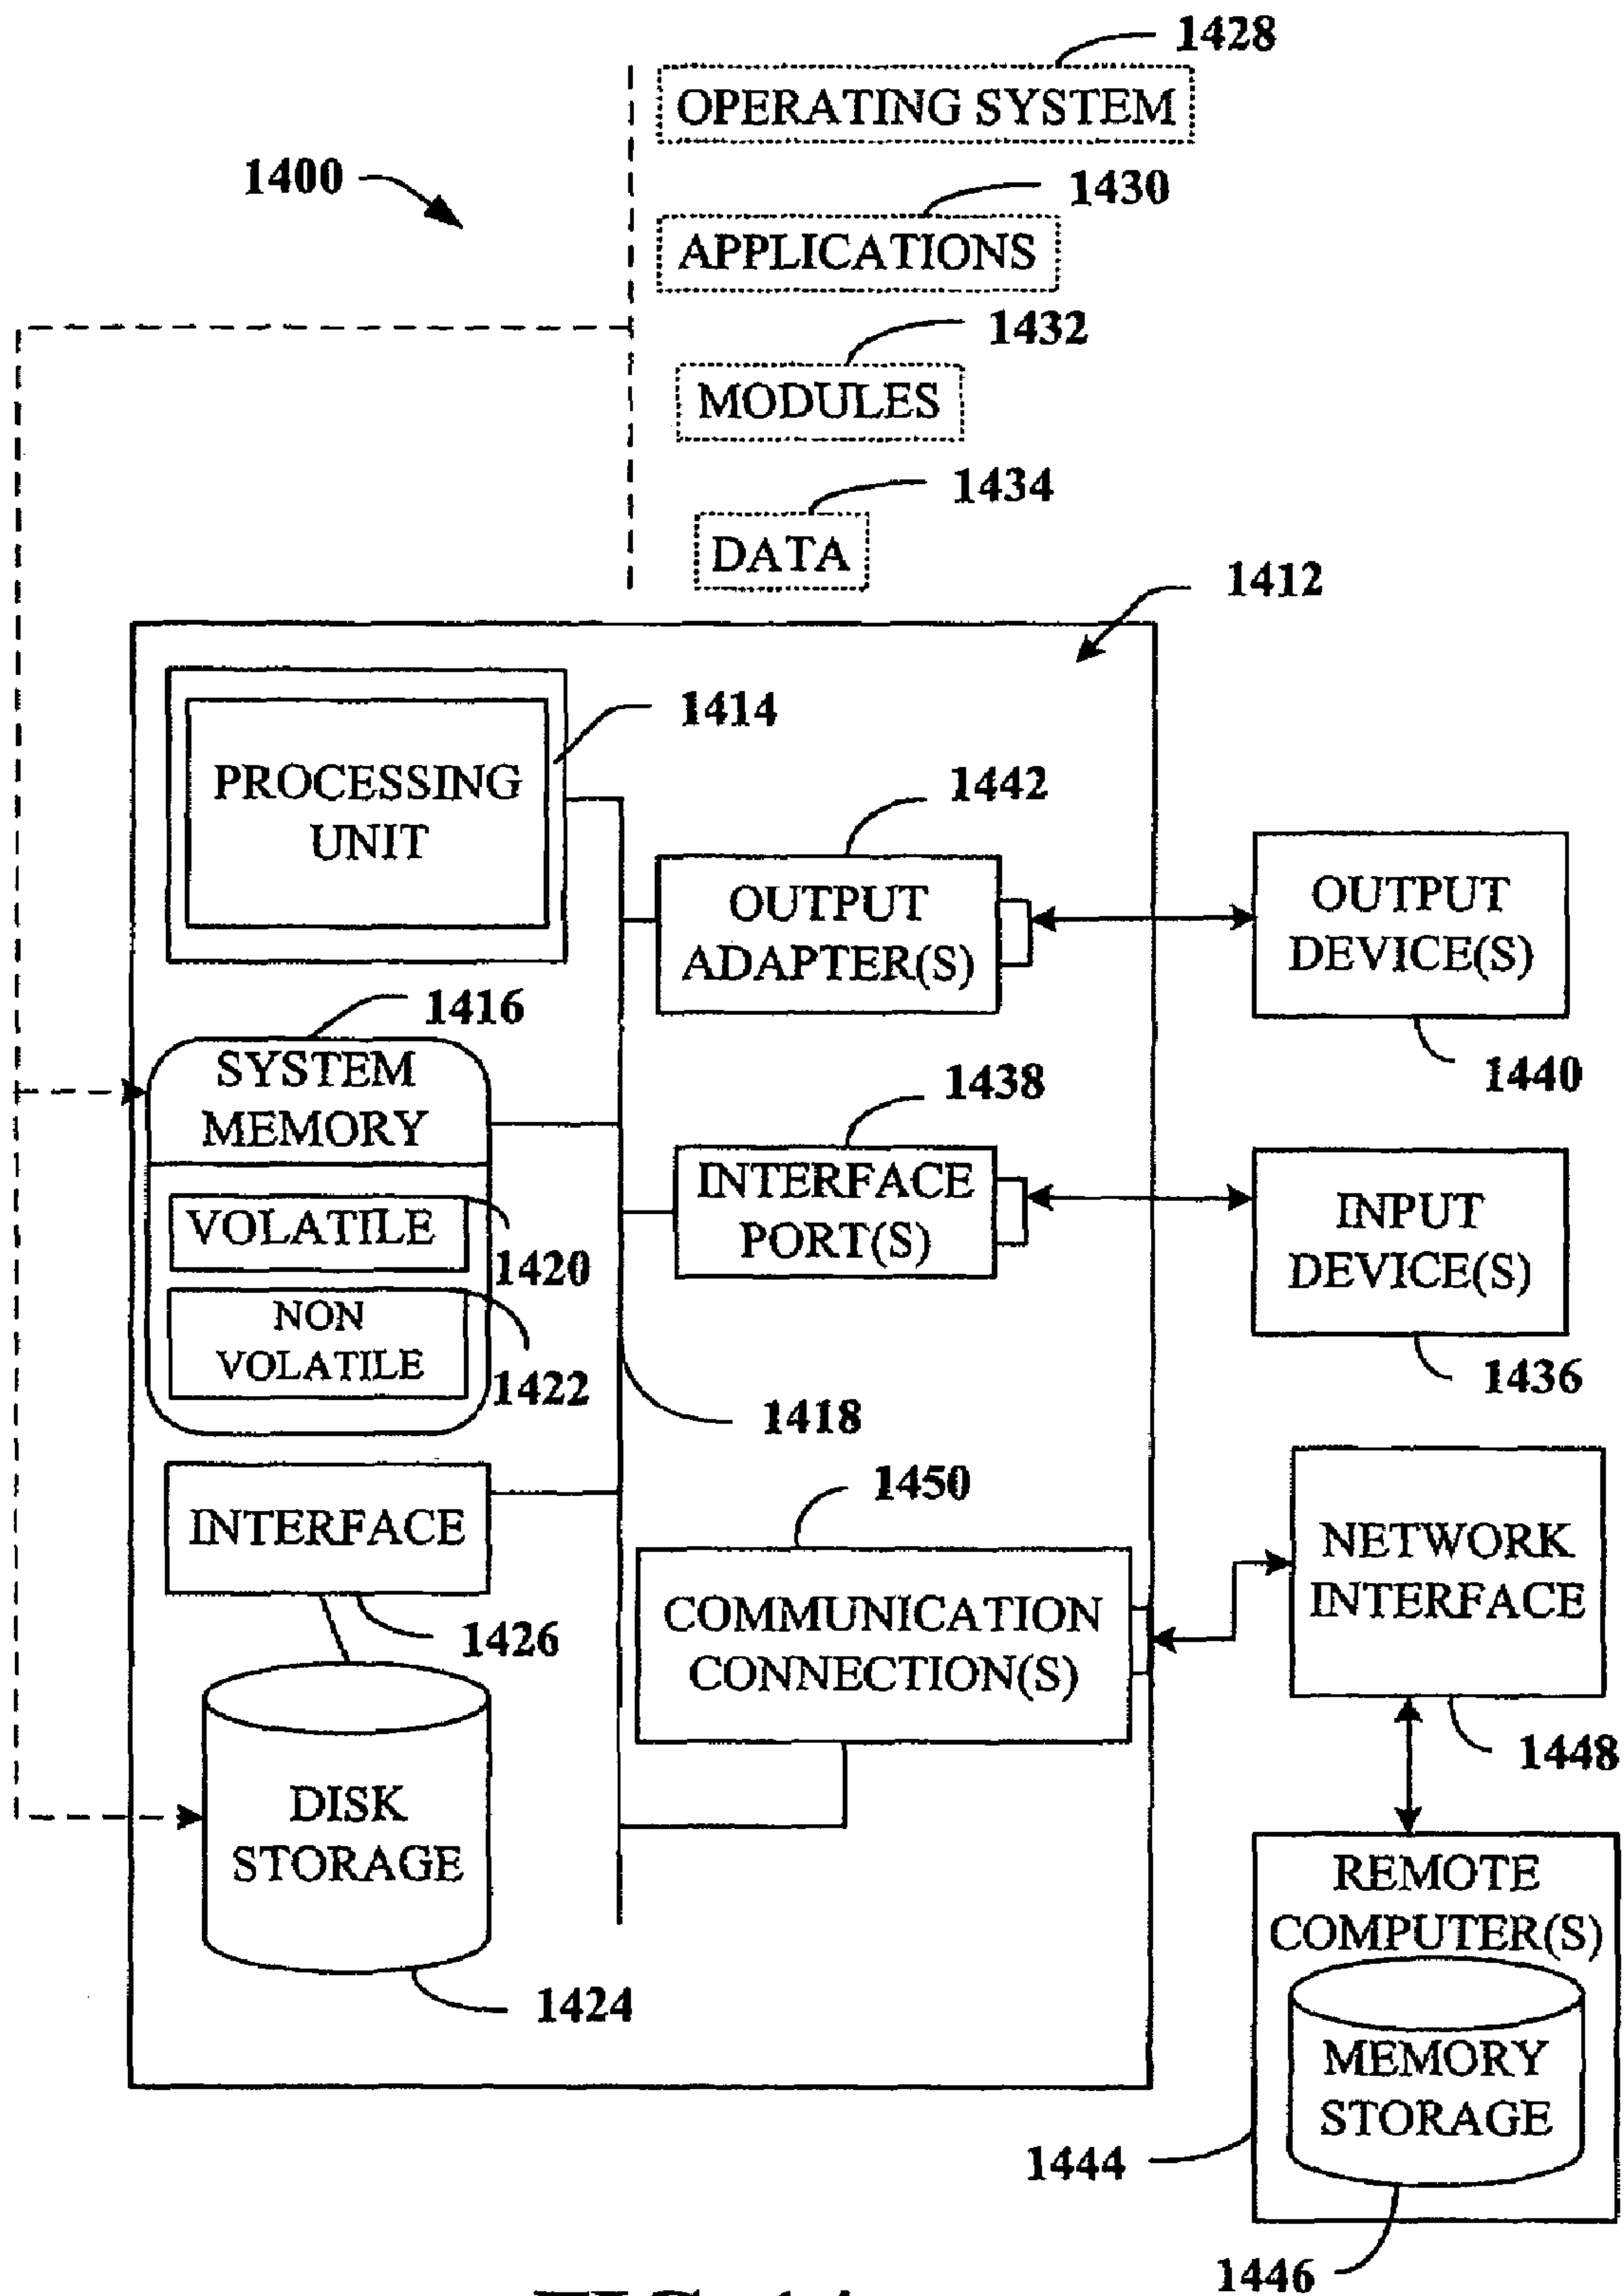 1428
OPERATING SYSTEM
1400
1430
APPLICATIONS
1432
MODULES
1434
DATA
1412
1414
PROCESSING
UNIT
1442
OUTPUT
ADAPTER(S)
OUTPUT
DEVICE(S)
1440
1416
SYSTEM
MEMORY
1438
INTERFACE
PORT(S)
INPUT
DEVICE(S)
1436
VOLATILE
1420
NON
VOLATILE
1422
1418
1450
INTERFACE
1426
COMMUNICATION
CONNECTION(S)
NETWORK
INTERFACE
1448
DISK
STORAGE
1424
REMOTE
COMPUTER(S)
MEMORY
STORAGE
1444
1446